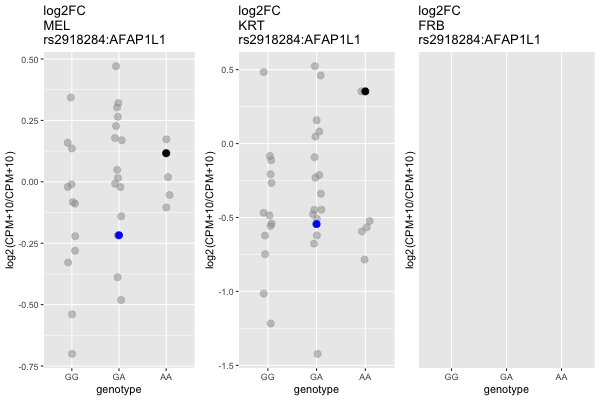 log2FC
MEL
rs2918284:AFAP1L1
log2(CPM+10/CPM+10)
0.50
0.25
0.00
-0.25
-0.50
-0.75
GG GA AA
genotype
log2FC
KRT
rs2918284:AFAP1L1
log2(CPM+10/CPM+10)
0.5
0.0
-0.5
-1.0
-1.5
GG GA AA
genotype
log2FC
FRB
rs2918284:AFAP1L1
log2(CPM+10/CPM+10)
GG GA AA
genotype